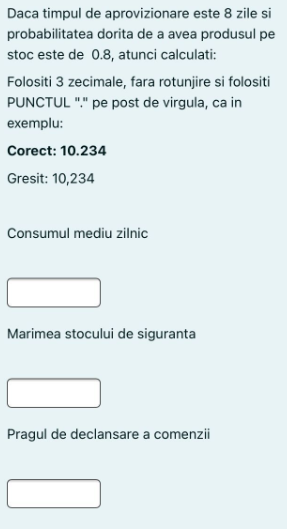 Daca timpul de aprovizionare este 8 zile si
probabilitatea dorita de a avea produsul pe
stoc este de 0.8, atunci calculati:
Folositi 3 zecimale, fara rotunjire si folositi
PUNCTUL "." pe post de virgula, ca in
exemplu:
Corect: 10.234
Gresit: 10,234
Consumul mediu zilnic
Marimea stocului de siguranta
Pragul de declansare a comenzii